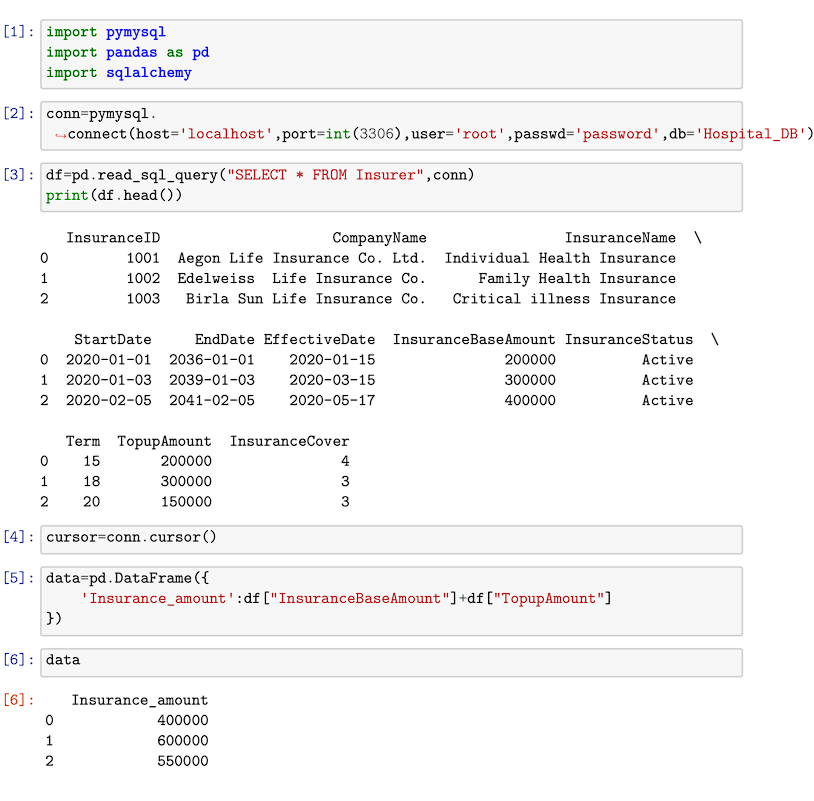 [1]: import pymysql
import pandas as pd
import sqlalchemy
[2]: conn=pymysql.
↪connect(host='localhost',port=int(3306),user='root',passwd='password',db='Hospital_DB')
[3]: df=pd.read_sql_query("SELECT * FROM Insurer",conn)
print(df.head())
InsuranceID CompanyName InsuranceName \
0 1001 Aegon Life Insurance Co. Ltd. Individual Health Insurance
1 1002 Edelweiss  Life Insurance Co. Family Health Insurance
2 1003 Birla Sun Life Insurance Co. Critical illness Insurance
StartDate EndDate EffectiveDate InsuranceBaseAmount InsuranceStatus \
0 2020-01-01 2036-01-01 2020-01-15 200000 Active
1 2020-01-03 2039-01-03 2020-03-15 300000 Active
2 2020-02-05 2041-02-05 2020-05-17 400000 Active
Term TopupAmount InsuranceCover
0 15 200000 4
1 18 300000 3
2 20 150000 3
[4]: cursor=conn.cursor()
[5]: data=pd.DataFrame({
'Insurance_amount':df["InsuranceBaseAmount"]+df["TopupAmount"]
})
[6]: data
[6]: Insurance_amount
0 400000
1 600000
2 550000